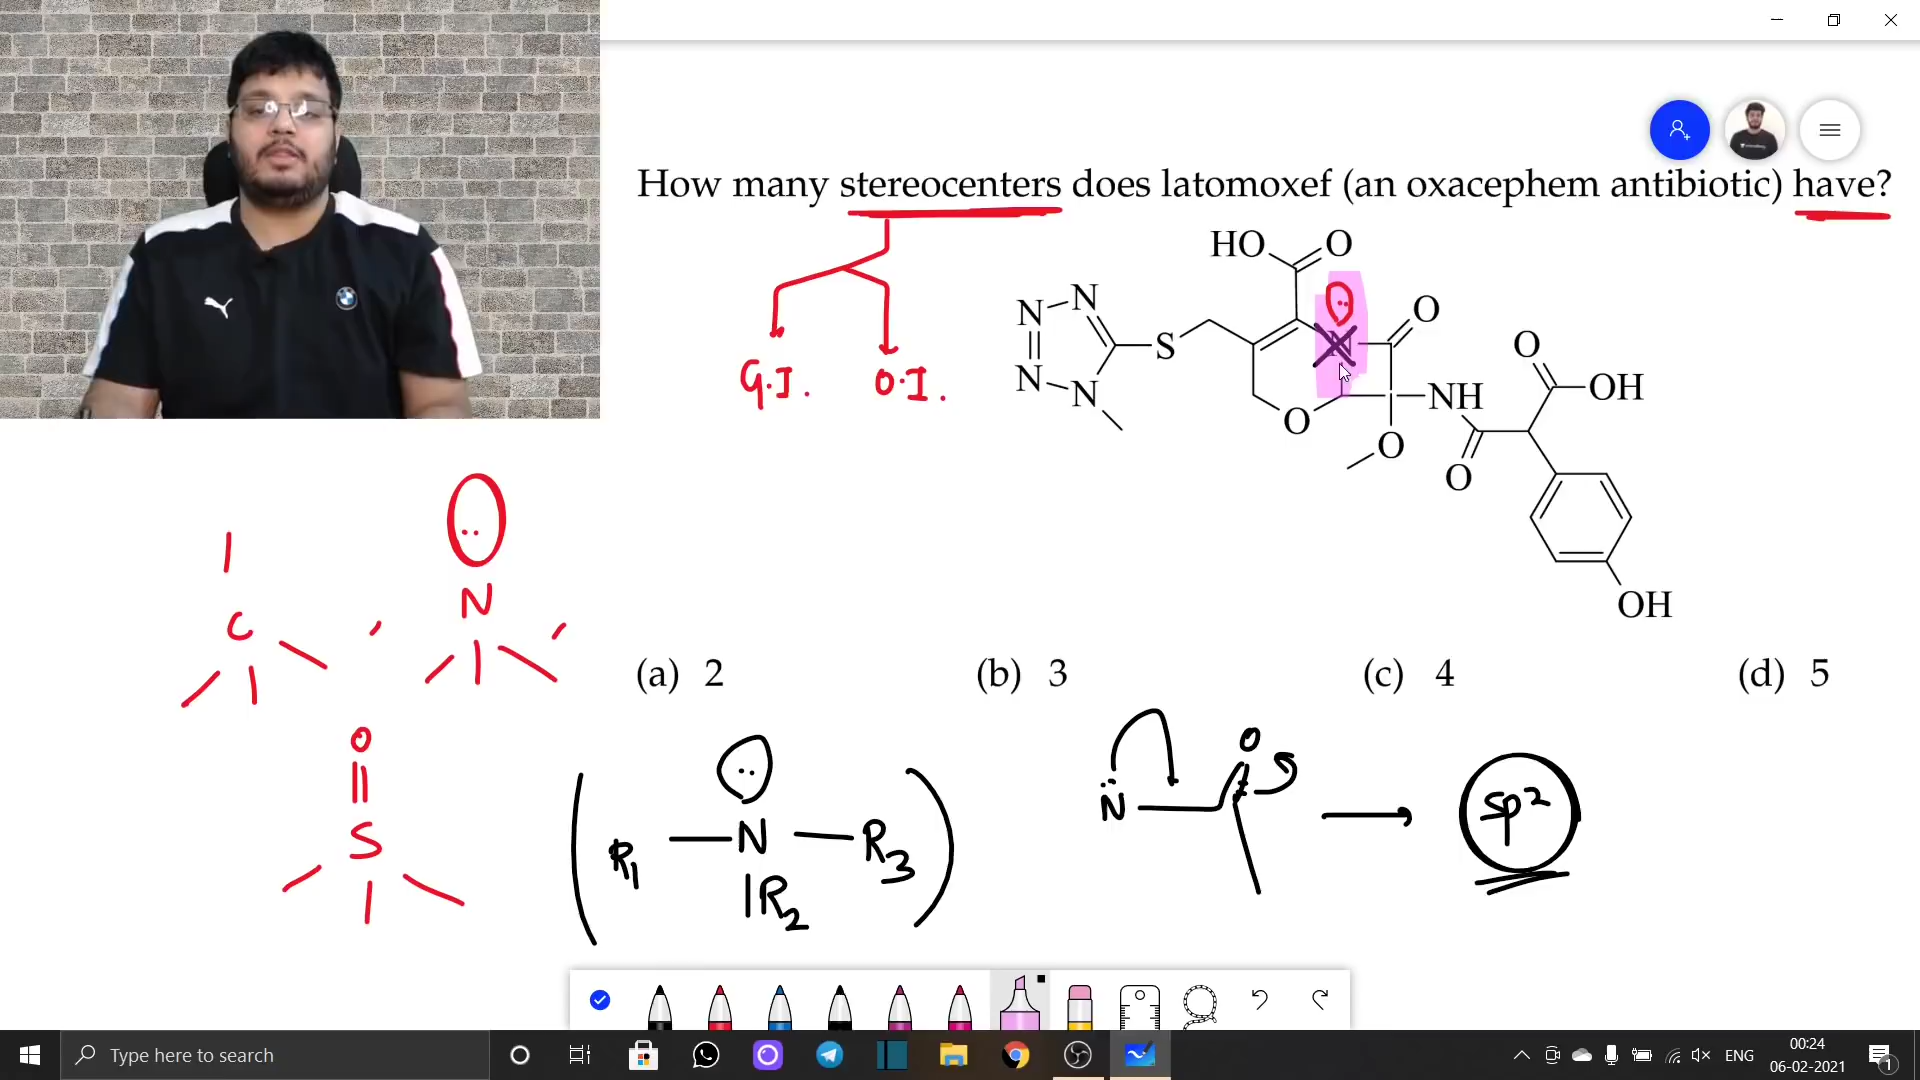 How many stereocenters does latomoxef (an oxacephem antibiotic) have?
G.I. O.I.
HO O
N N
N N
S
N
O
O
NH
O
O
OH
O
OH
(a) 2 (b) 3 (c) 4 (d) 5
C N
O
S
R1 N R3
R2
N O
sp2
Type here to search
ENG
00:24
06-02-2021
1